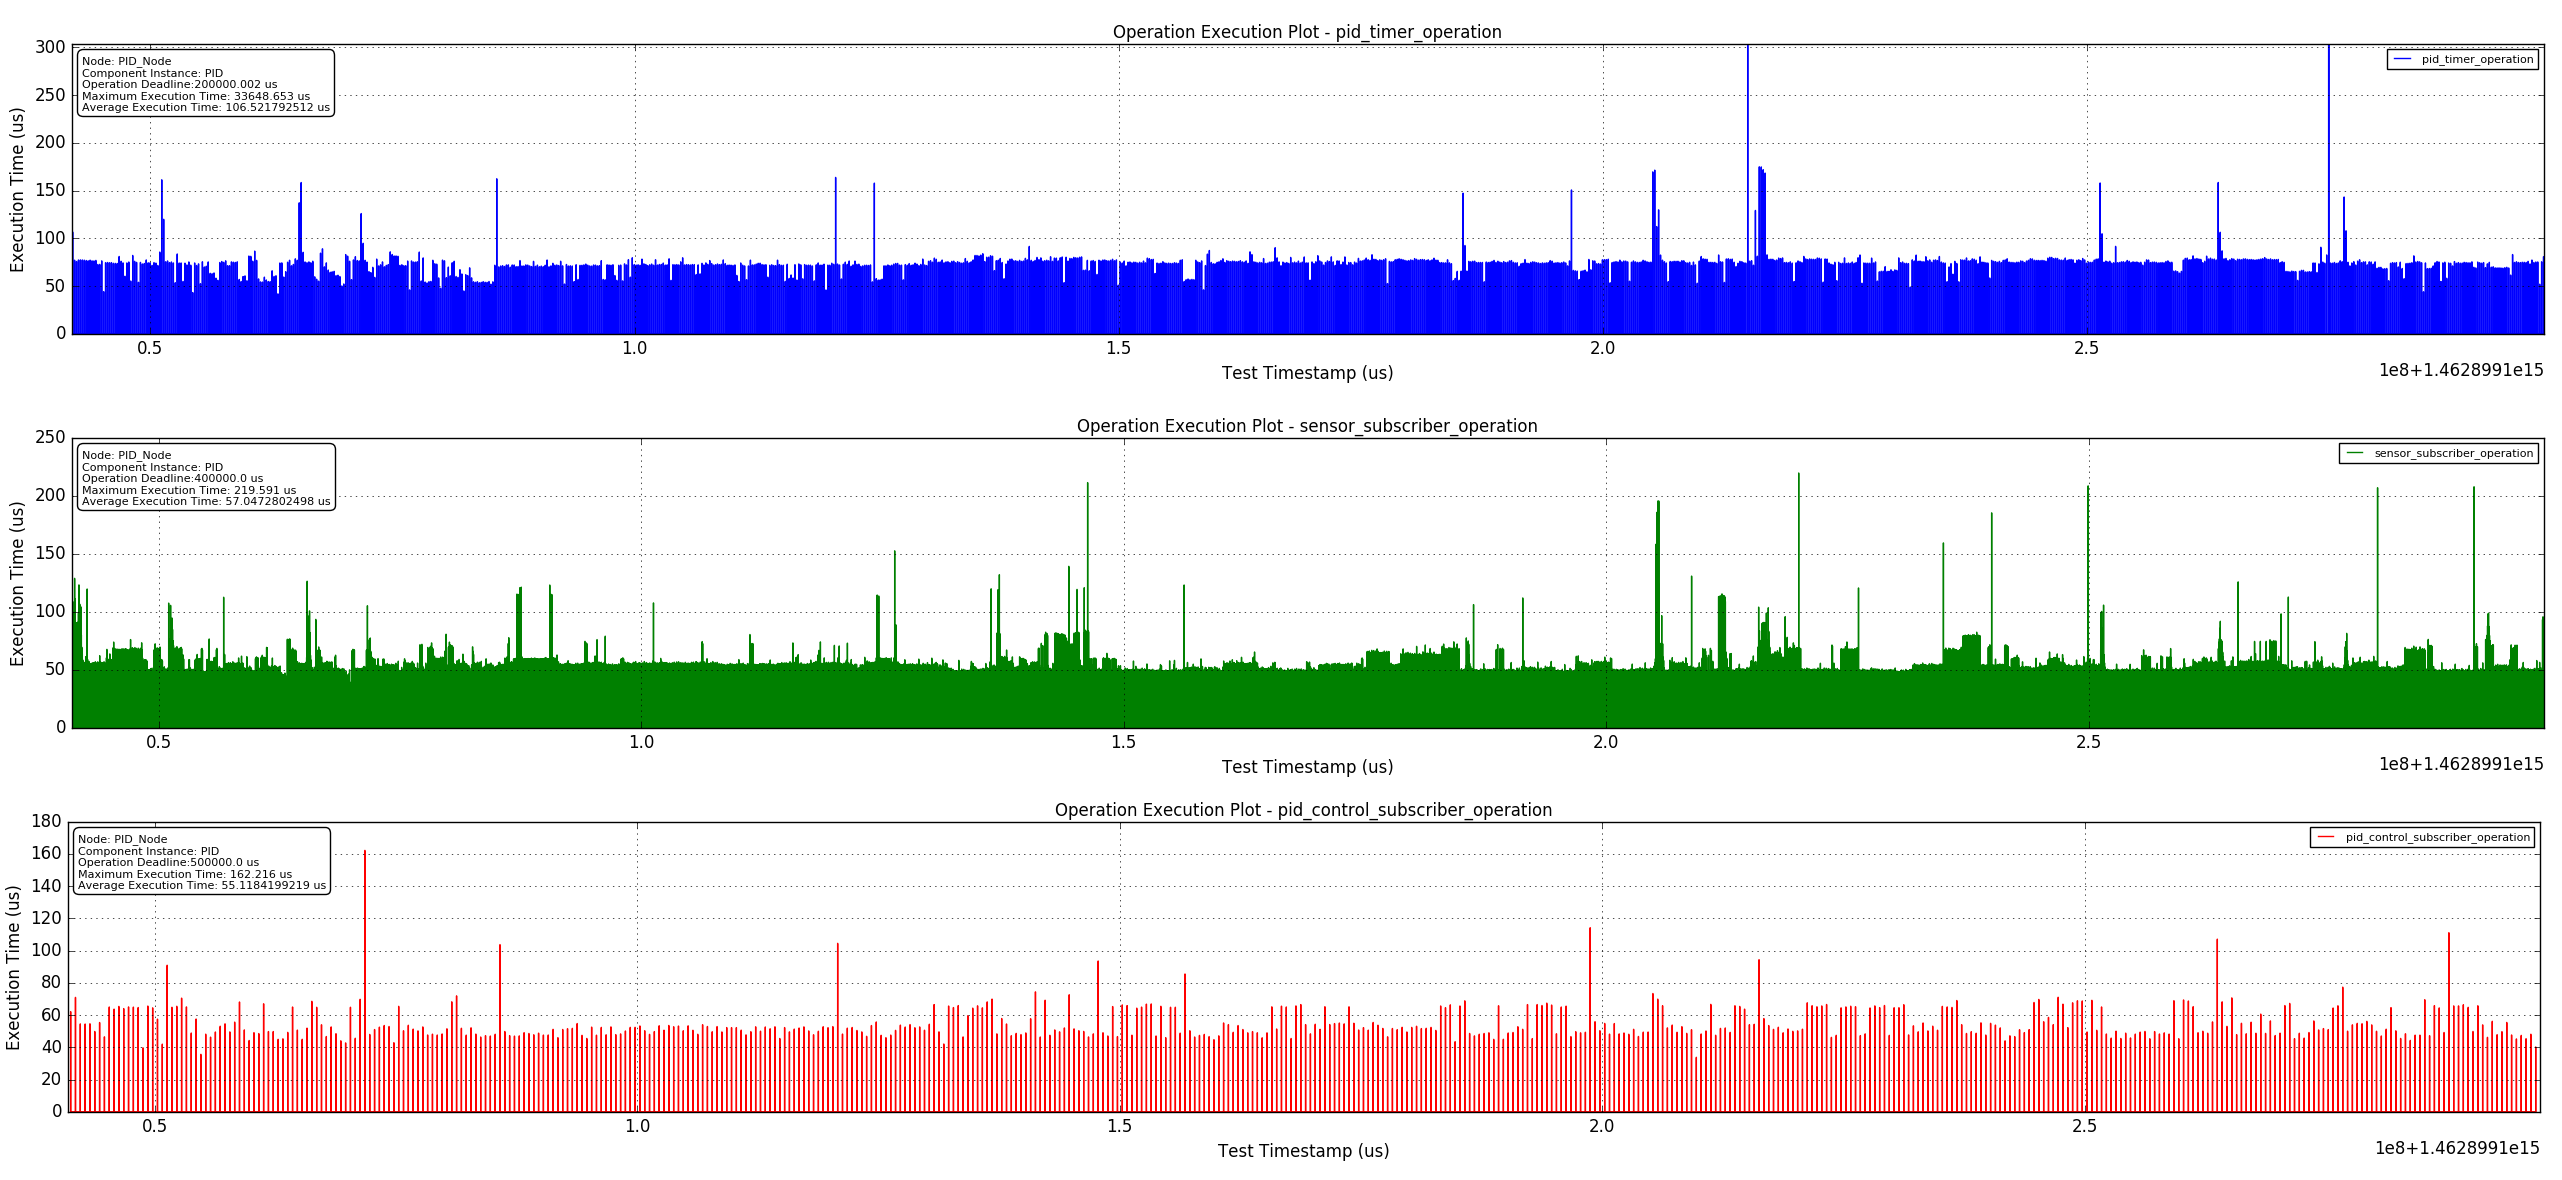 Operation Execution Plot - pid_timer_operation
Execution Time (us)
300
250
200
150
100
50
0
Node: PID_Node
Component Instance: PID
Operation Deadline:200000.002 us
Maximum Execution Time: 33648.653 us
Average Execution Time: 106.521792512 us
pid_timer_operation
0.5 1.0 1.5 2.0 2.5
Test Timestamp (us)
1e8+1.4628991e15
Operation Execution Plot - sensor_subscriber_operation
Execution Time (us)
250
200
150
100
50
0
Node: PID_Node
Component Instance: PID
Operation Deadline:400000.0 us
Maximum Execution Time: 219.591 us
Average Execution Time: 57.0472802498 us
sensor_subscriber_operation
0.5 1.0 1.5 2.0 2.5
Test Timestamp (us)
1e8+1.4628991e15
Operation Execution Plot - pid_control_subscriber_operation
Execution Time (us)
180
160
140
120
100
80
60
40
20
0
Node: PID_Node
Component Instance: PID
Operation Deadline:500000.0 us
Maximum Execution Time: 162.216 us
Average Execution Time: 55.1184199219 us
pid_control_subscriber_operation
0.5 1.0 1.5 2.0 2.5
Test Timestamp (us)
1e8+1.4628991e15